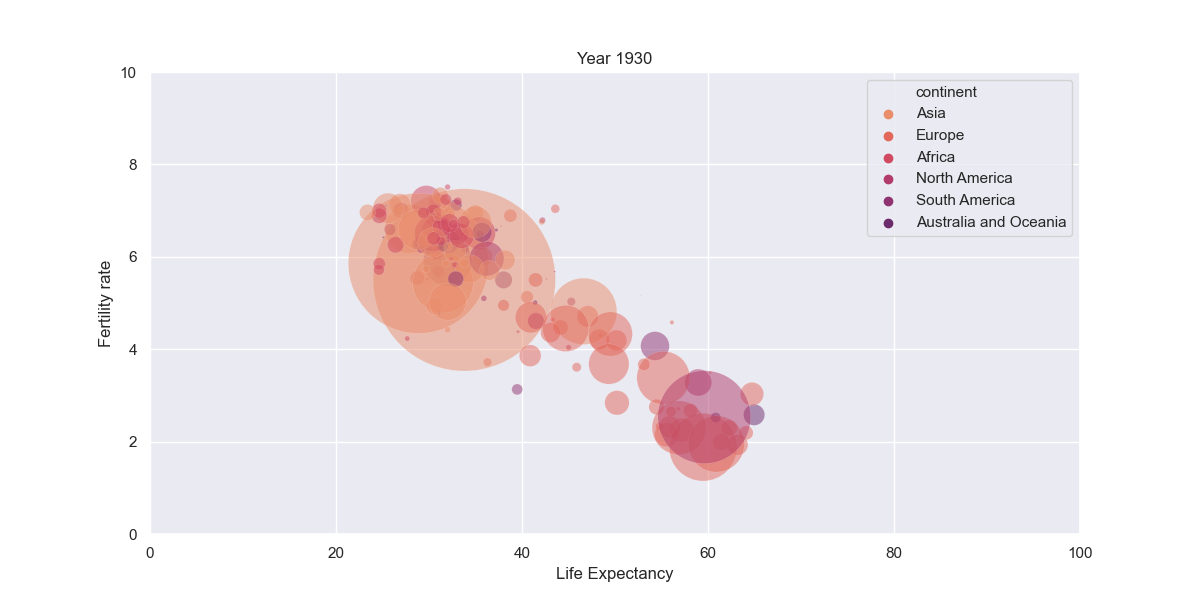 Year 1930
10
8
6
4
2
0
Fertility rate
0 20 40 60 80 100
Life Expectancy
continent
Asia
Europe
Africa
North America
South America
Australia and Oceania